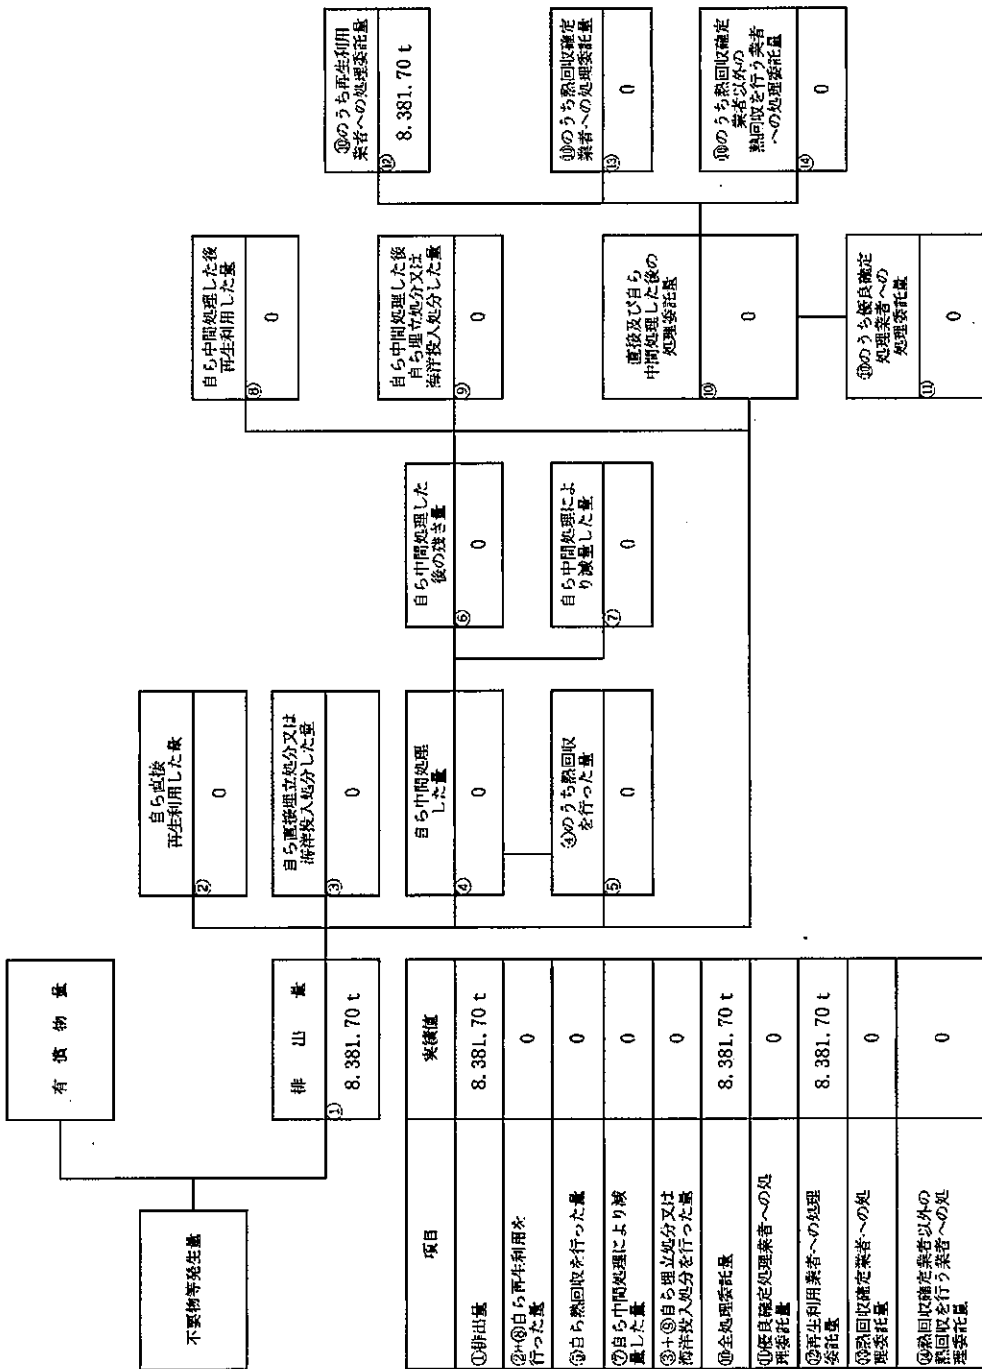 不要物等発生量
有償物量
排出量
①
8.381.70 t
自ら直接
再生利用した量
②
0
自ら直接埋立処分又は
海洋投入処分した量
③
0
自ら中間処理
した量
④
0
④のうち熱回収
を行った量
⑤
0
自ら中間処理した
後の残さ量
⑥
0
自ら中間処理によ
り減量した量
⑦
0
自ら中間処理した後
再生利用した量
⑧
0
自ら中間処理した後
自ら埋立処分又は
海洋投入処分した量
⑨
0
直接及び自ら
中間処理した後の
処理委託量
⑩
0
⑩のうち優良確定
処理業者への
処理委託量
⑪
0
⑩のうち再生利用
業者への処理委託量
⑫
8.381.70 t
⑩のうち熱回収確定
業者への処理委託量
⑬
0
⑩のうち熱回収確定
業者以外の
熱回収を行う業者
への処理委託量
⑭
0
項目 実績値
①排出量 8.381.70 t
②+⑧自ら再生利用を
行った量 0
⑤自ら熱回収を行った量 0
⑦自ら中間処理により減
量した量 0
③+⑨自ら埋立処分又は
海洋投入処分を行った量 0
⑩全処理委託量 8.381.70 t
⑪優良確定処理業者への処
理委託量 0
⑫再生利用業者への処理
委託量 8.381.70 t
⑬熱回収確定業者への処
理委託量 0
⑭熱回収確定業者以外の
熱回収を行う業者への処
理委託量 0